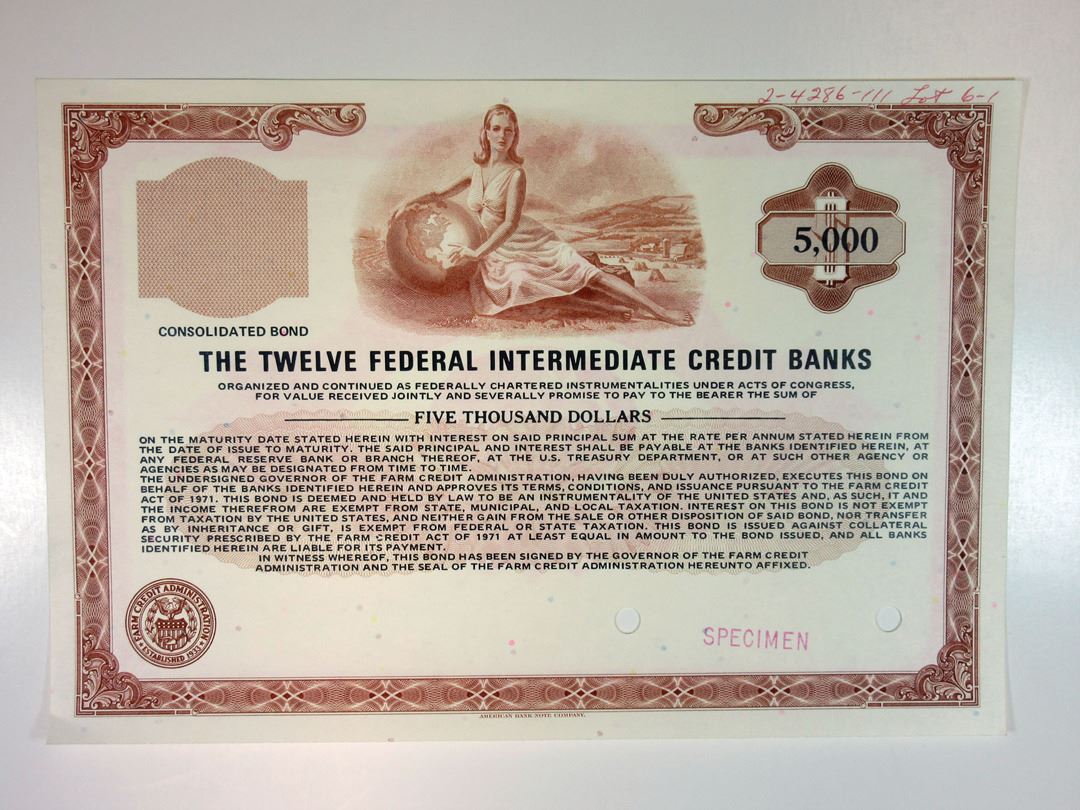 2-4286-111 Lot 6-1
5,000
CONSOLIDATED BOND
THE TWELVE FEDERAL INTERMEDIATE CREDIT BANKS
ORGANIZED AND CONTINUED AS FEDERALLY CHARTERED INSTRUMENTALITIES UNDER ACTS OF CONGRESS,
FOR VALUE RECEIVED JOINTLY AND SEVERALLY PROMISE TO PAY TO THE BEARER THE SUM OF
FIVE THOUSAND DOLLARS
ON THE MATURITY DATE STATED HEREIN WITH INTEREST ON SAID PRINCIPAL SUM AT THE RATE PER ANNUM STATED HEREIN FROM
THE DATE OF ISSUE TO MATURITY. THE SAID PRINCIPAL AND INTEREST SHALL BE PAYABLE AT THE BANKS IDENTIFIED HEREIN, AT
ANY FEDERAL RESERVE BANK OR BRANCH THEREOF, AT THE U.S. TREASURY DEPARTMENT, OR AT SUCH OTHER AGENCY OR
AGENCIES AS MAY BE DESIGNATED FROM TIME TO TIME.
THE UNDERSIGNED GOVERNOR OF THE FARM CREDIT ADMINISTRATION, HAVING BEEN DULY AUTHORIZED, EXECUTES THIS BOND ON
BEHALF OF THE BANKS IDENTIFIED HEREIN AND APPROVES ITS TERMS, CONDITIONS, AND ISSUANCE PURSUANT TO THE FARM CREDIT
ACT OF 1971. THIS BOND IS DEEMED AND HELD BY LAW TO BE AN INSTRUMENTALITY OF THE UNITED STATES AND, AS SUCH, IT AND
THE INCOME THEREFROM ARE EXEMPT FROM STATE, MUNICIPAL, AND LOCAL TAXATION. INTEREST ON THIS BOND IS NOT EXEMPT
FROM TAXATION BY THE UNITED STATES, AND NEITHER GAIN FROM THE SALE OR OTHER DISPOSITION OF SAID BOND, NOR TRANSFER
AS BY INHERITANCE OR GIFT, IS EXEMPT FROM FEDERAL OR STATE TAXATION. THIS BOND IS ISSUED AGAINST COLLATERAL
SECURITY PRESCRIBED BY THE FARM CREDIT ACT OF 1971 AT LEAST EQUAL IN AMOUNT TO THE BOND ISSUED, AND ALL BANKS
IDENTIFIED HEREIN ARE LIABLE FOR ITS PAYMENT.
IN WITNESS WHEREOF, THIS BOND HAS BEEN SIGNED BY THE GOVERNOR OF THE FARM CREDIT
ADMINISTRATION AND THE SEAL OF THE FARM CREDIT ADMINISTRATION HEREUNTO AFFIXED.
FARM CREDIT ADMINISTRATION
ESTABLISHED 1933
SPECIMEN
AMERICAN BANK NOTE COMPANY.